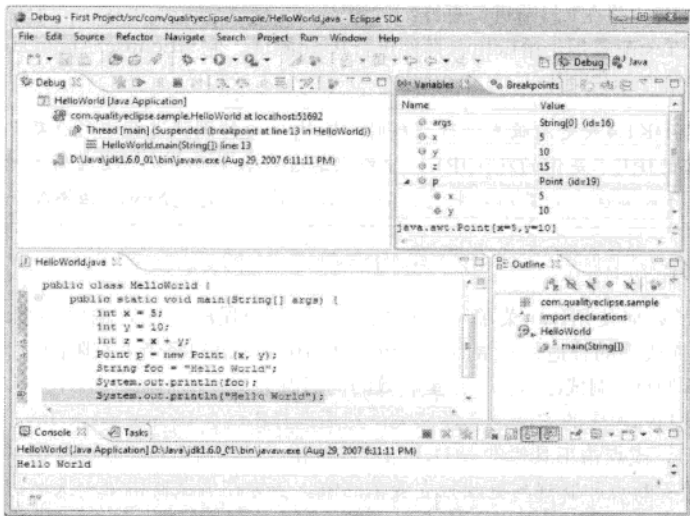 Debug - First Project/src/com/qualityeclipse/sample/HelloWorld.java - Eclipse SDK
File Edit Source Refactor Navigate Search Project Run Window Help
Debug Java
Debug
HelloWorld [Java Application]
com.qualityeclipse.sample.HelloWorld at localhost:51692
Thread [main] (Suspended (breakpoint at line 13 in HelloWorld))
HelloWorld.main(String[]) line: 13
D:\Java\jdk1.6.0_01\bin\javaw.exe (Aug 29, 2007 6:11:11 PM)
Variables Breakpoints
Name Value
args String[0] (id=16)
x 5
y 10
z 15
p Point (id=19)
x 5
y 10
java.awt.Point[x=5,y=10]
HelloWorld.java
public class HelloWorld {
public static void main(String[] args) {
int x = 5;
int y = 10;
int z = x + y;
Point p = new Point (x, y);
String foo = "Hello World";
System.out.println(foo);
System.out.println("Hello World");
Outline
com.qualityeclipse.sample
import declarations
HelloWorld
S main(String[])
Console Tasks
HelloWorld [Java Application] D:\Java\jdk1.6.0_01\bin\javaw.exe (Aug 29, 2007 6:11:11 PM)
Hello World